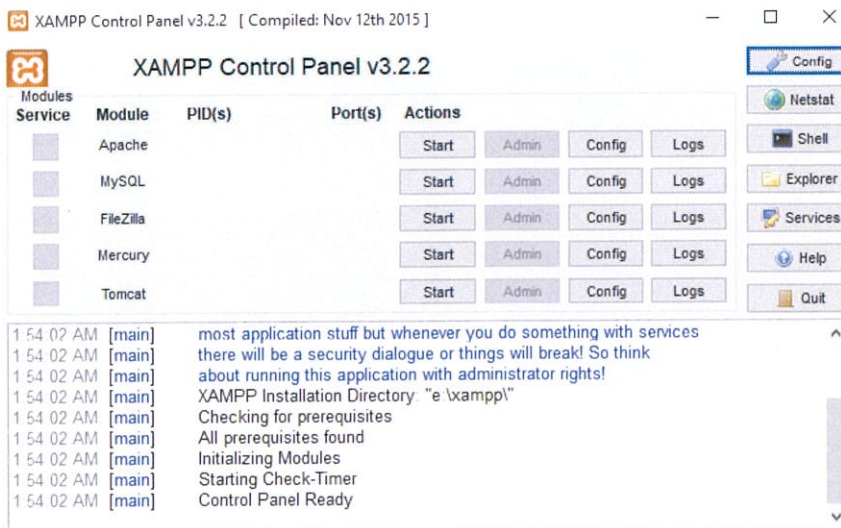 XAMPP Control Panel v3.2.2 [ Compiled: Nov 12th 2015 ]
XAMPP Control Panel v3.2.2
Config
Modules
Service Module PID(s) Port(s) Actions
Netstat
Apache Start Admin Config Logs
Shell
MySQL Start Admin Config Logs
Explorer
FileZilla Start Admin Config Logs
Services
Mercury Start Admin Config Logs
Help
Tomcat Start Admin Config Logs
Quit
1:54:02 AM [main] most application stuff but whenever you do something with services
1:54:02 AM [main] there will be a security dialogue or things will break! So think
1:54:02 AM [main] about running this application with administrator rights!
1:54:02 AM [main] XAMPP Installation Directory: "e:\xampp\"
1:54:02 AM [main] Checking for prerequisites
1:54:02 AM [main] All prerequisites found
1:54:02 AM [main] Initializing Modules
1:54:02 AM [main] Starting Check-Timer
1:54:02 AM [main] Control Panel Ready